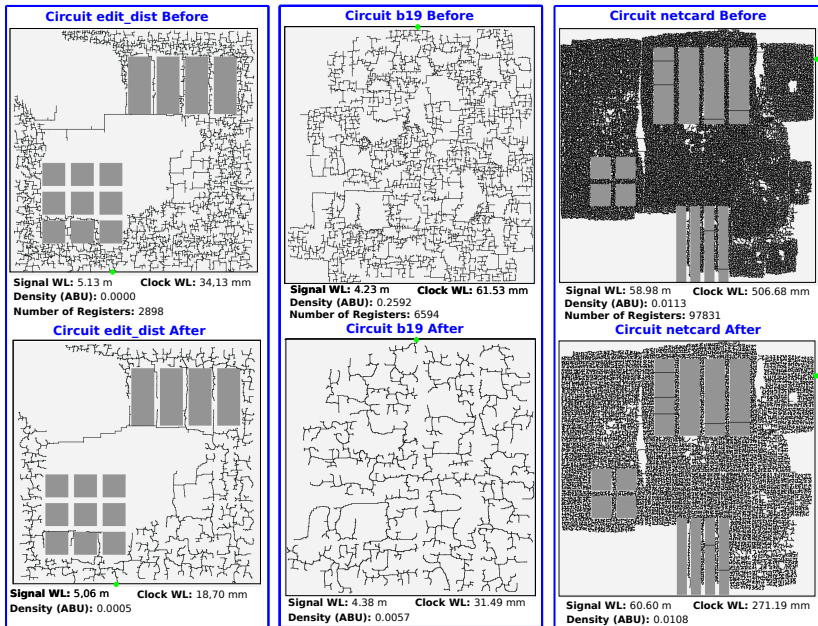 Circuit edit_dist Before
Signal WL: 5.13 m Clock WL: 34,13 mm
Density (ABU): 0.0000
Number of Registers: 2898
Circuit edit_dist After
Signal WL: 5,06 m Clock WL: 18,70 mm
Density (ABU): 0.0005
Circuit b19 Before
Signal WL: 4.23 m Clock WL: 61.53 mm
Density (ABU): 0.2592
Number of Registers: 6594
Circuit b19 After
Signal WL: 4.38 m Clock WL: 31.49 mm
Density (ABU): 0.0057
Circuit netcard Before
Signal WL: 58.98 m Clock WL: 506.68 mm
Density (ABU): 0.0113
Number of Registers: 97831
Circuit netcard After
Signal WL: 60.60 m Clock WL: 271.19 mm
Density (ABU): 0.0108